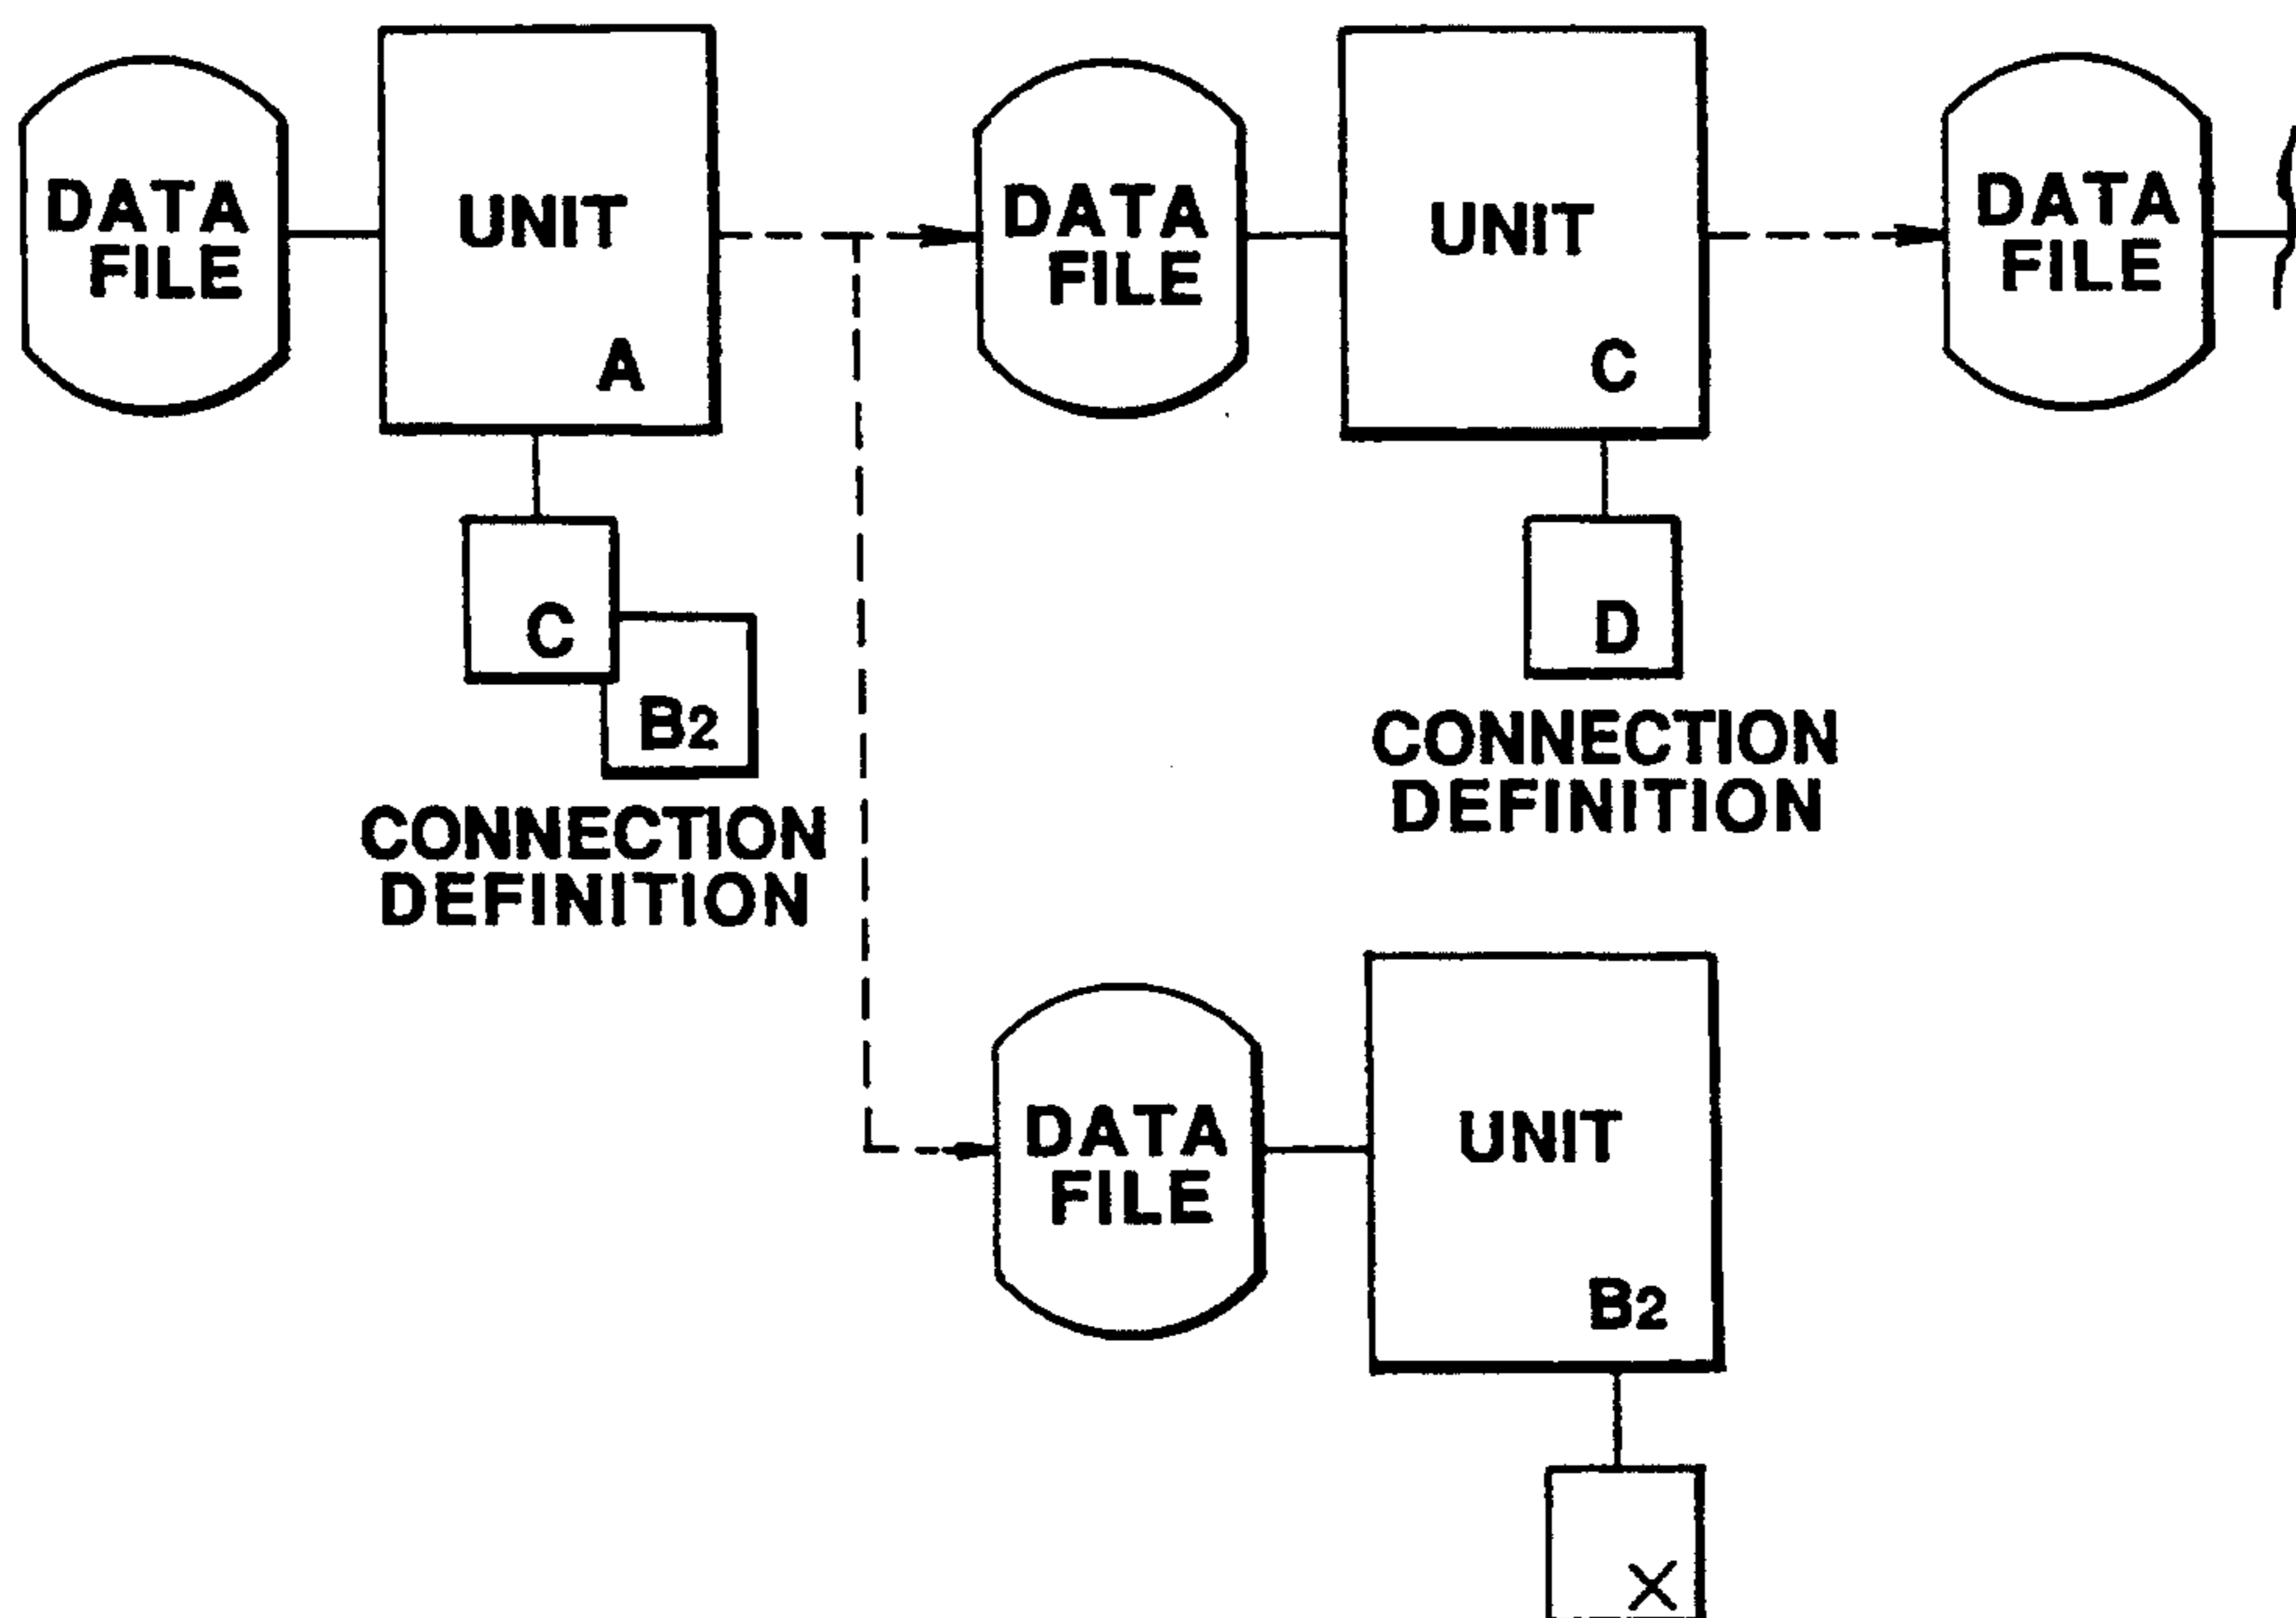 DATA
FILE
UNIT
A
C
B2
CONNECTION
DEFINITION
DATA
FILE
UNIT
C
D
CONNECTION
DEFINITION
DATA
FILE
DATA
FILE
UNIT
B2
X